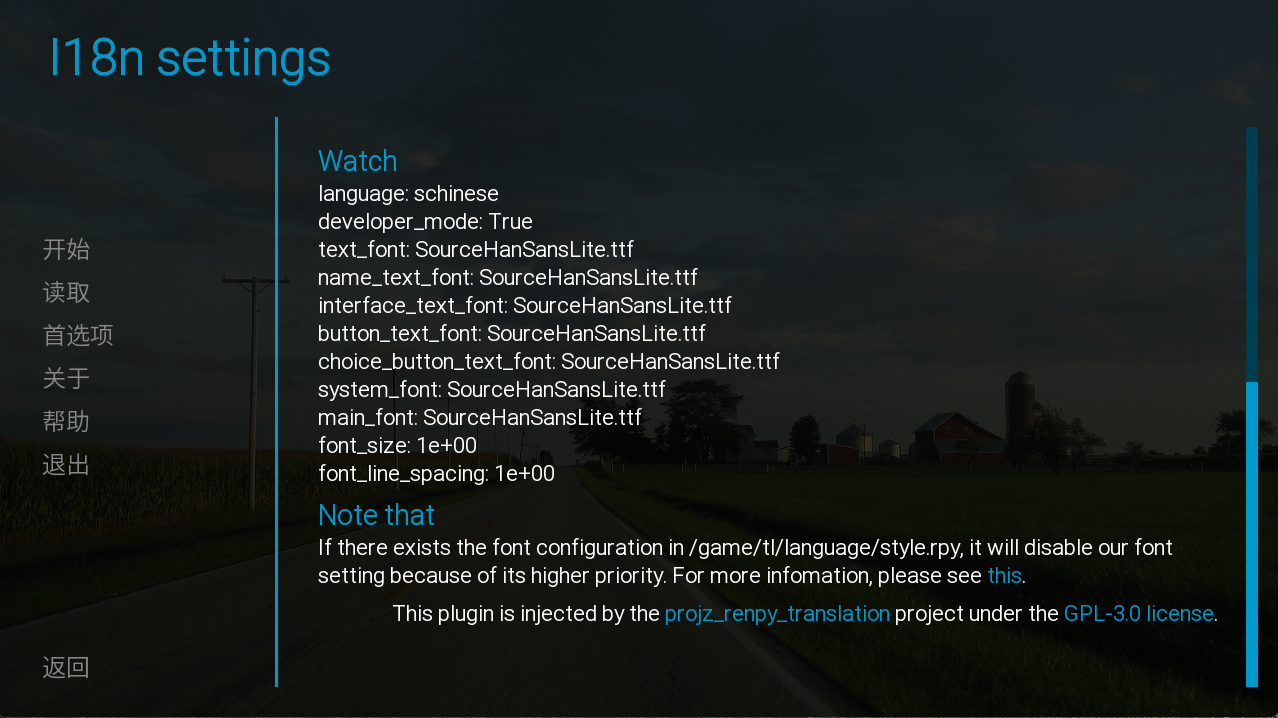 I18n settings
开始
读取
首选项
关于
帮助
退出
返回
Watch
language: schinese
developer_mode: True
text_font: SourceHanSansLite.ttf
name_text_font: SourceHanSansLite.ttf
interface_text_font: SourceHanSansLite.ttf
button_text_font: SourceHanSansLite.ttf
choice_button_text_font: SourceHanSansLite.ttf
system_font: SourceHanSansLite.ttf
main_font: SourceHanSansLite.ttf
font_size: 1e+00
font_line_spacing: 1e+00
Note that
If there exists the font configuration in /game/tl/language/style.rpy, it will disable our font
setting because of its higher priority. For more infomation, please see this.
This plugin is injected by the projz_renpy_translation project under the GPL-3.0 license.